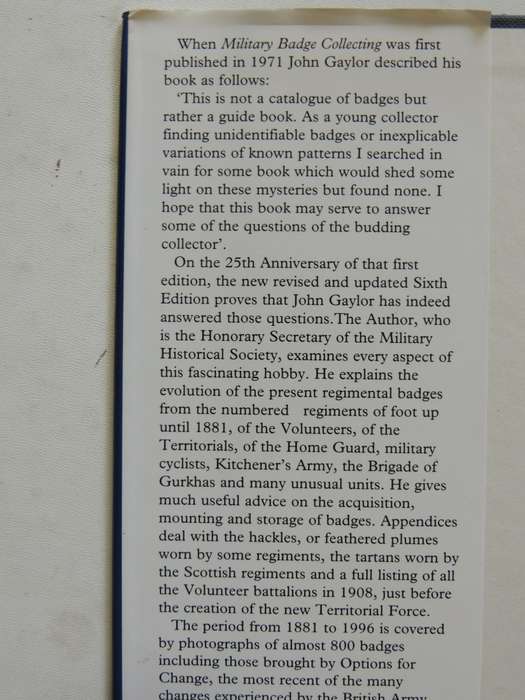 When Military Badge Collecting was first
published in 1971 John Gaylor described his
book as follows:
'This is not a catalogue of badges but
rather a guide book. As a young collector
finding unidentifiable badges or inexplicable
variations of known patterns I searched in
vain for some book which would shed some
light on these mysteries but found none. I
hope that this book may serve to answer
some of the questions of the budding
collector'.
On the 25th Anniversary of that first
edition, the new revised and updated Sixth
Edition proves that John Gaylor has indeed
answered those questions.The Author, who
is the Honorary Secretary of the Military
Historical Society, examines every aspect of
this fascinating hobby. He explains the
evolution of the present regimental badges
from the numbered regiments of foot up
until 1881, of the Volunteers, of the
Territorials, of the Home Guard, military
cyclists, Kitchener's Army, the Brigade of
Gurkhas and many unusual units. He gives
much useful advice on the acquisition,
mounting and storage of badges. Appendices
deal with the hackles, or feathered plumes
worn by some regiments, the tartans worn by
the Scottish regiments and a full listing of all
the Volunteer battalions in 1908, just before
the creation of the new Territorial Force.
The period from 1881 to 1996 is covered
by photographs of almost 800 badges
including those brought by Options for
Change, the most recent of the many
changes experienced by the British Army